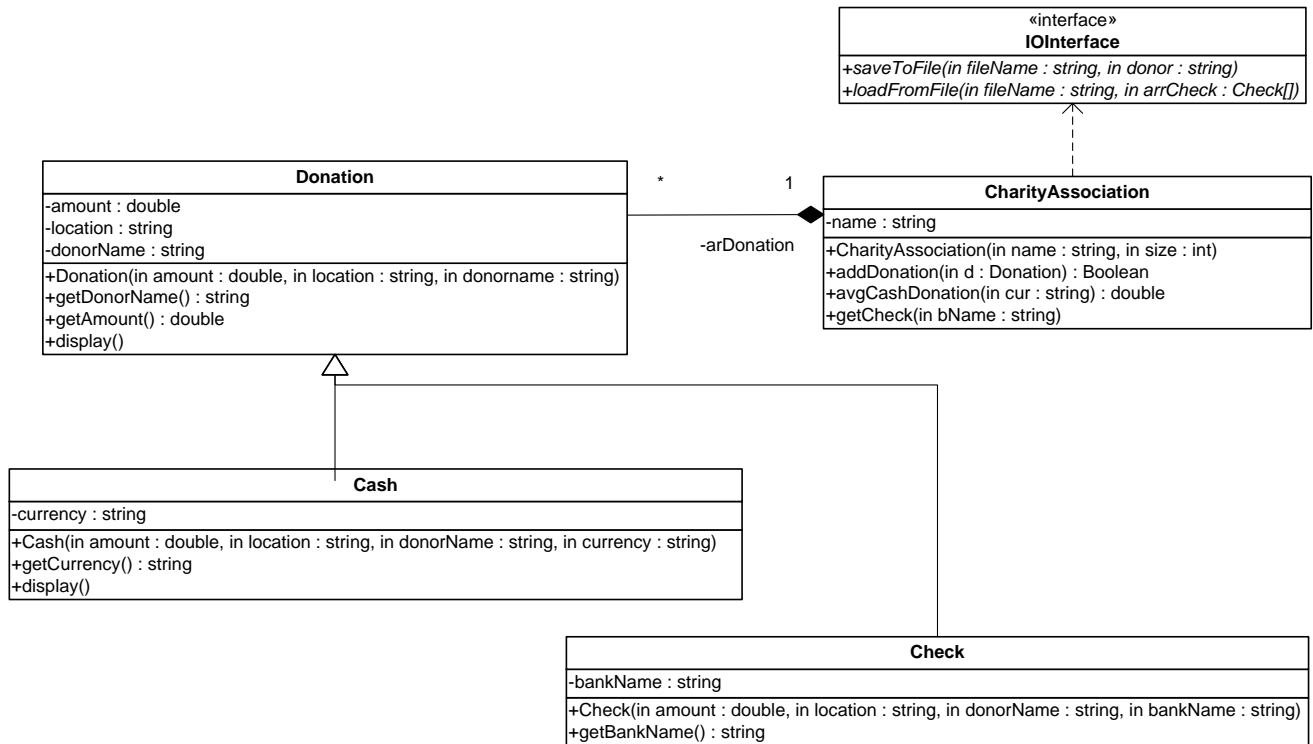 «interface»
IOInterface
+saveToFile(in fileName : string, in donor : string)
+loadFromFile(in fileName : string, in arrCheck : Check[])
Donation
-amount : double
-location : string
-donorName : string
+Donation(in amount : double, in location : string, in donorname : string)
+getDonorName() : string
+getAmount() : double
+display()
* 1
-arDonation
CharityAssociation
-name : string
+CharityAssociation(in name : string, in size : int)
+addDonation(in d : Donation) : Boolean
+avgCashDonation(in cur : string) : double
+getCheck(in bName : string)
Cash
-currency : string
+Cash(in amount : double, in location : string, in donorName : string, in currency : string)
+getCurrency() : string
+display()
Check
-bankName : string
+Check(in amount : double, in location : string, in donorName : string, in bankName : string)
+getBankName() : string